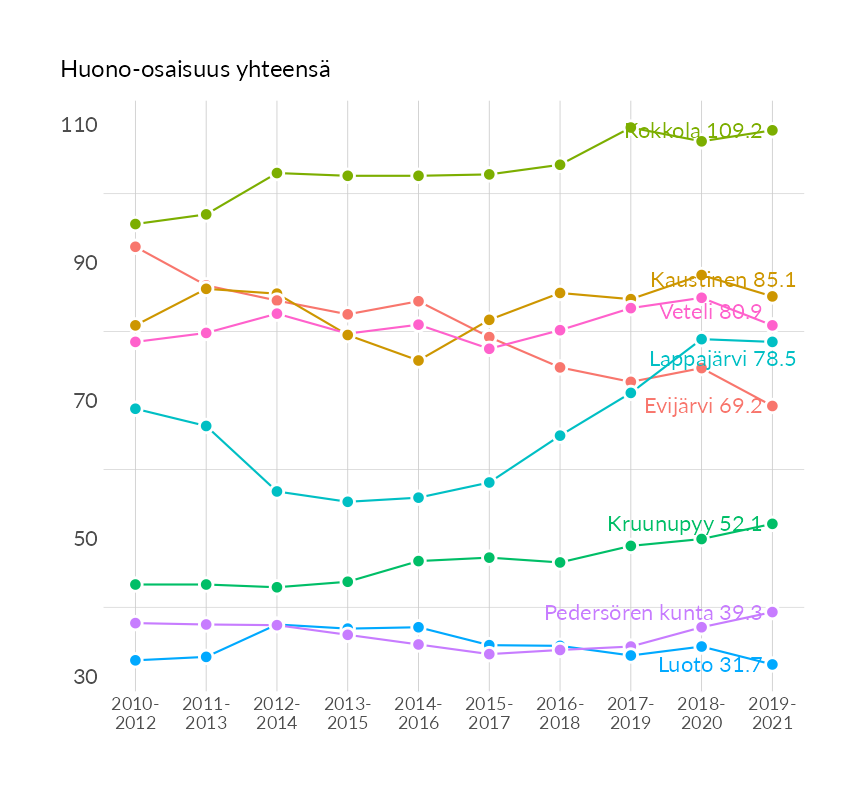 Huono-osaisuus yhteensä
110
Kokkola 109.2
90
Kaustinen 85.1
Veteli 80.9
Lappajärvi 78.5
70
Evijärvi 69.2
Kruunupyy 52.1
50
Pedersören kunta 39.3
Luoto 31.7
30
2010- 2011- 2012- 2013- 2014- 2015- 2016- 2017- 2018- 2019-
2012 2013 2014 2015 2016 2017 2018 2019 2020 2021